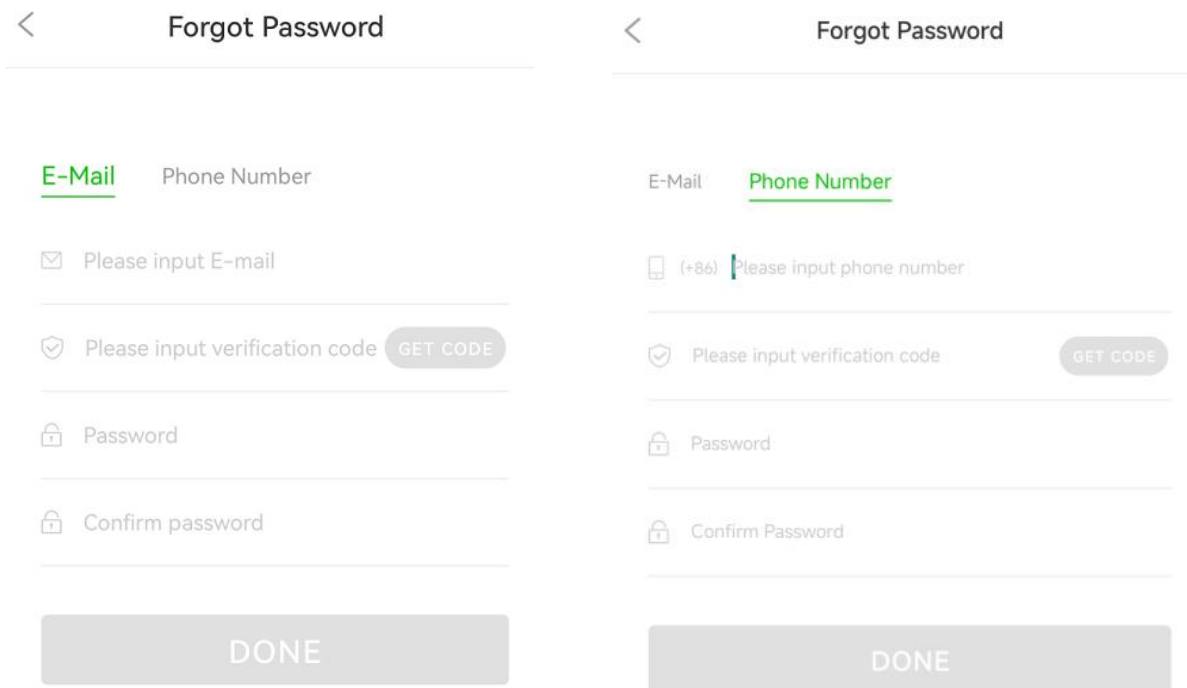 Forgot Password
E-Mail Phone Number
Please input E-mail
Please input verification code GET CODE
Password
Confirm password
DONE
Forgot Password
E-Mail Phone Number
(+86) Please input phone number
Please input verification code GET CODE
Password
Confirm Password
DONE